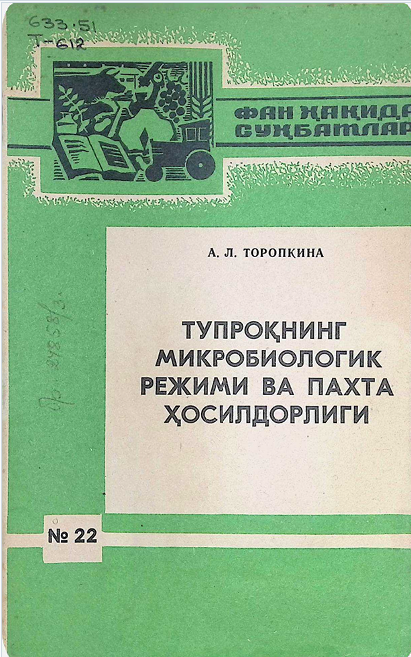 633.51
Т-612
ФАН ҲАҚИДА
СУҲБАТЛАР
А. Л. ТОРОПКИНА
ТУПРОҚНИНГ
МИКРОБИОЛОГИК
РЕЖИМИ ВА ПАХТА
ҲОСИЛДОРЛИГИ
№ 22